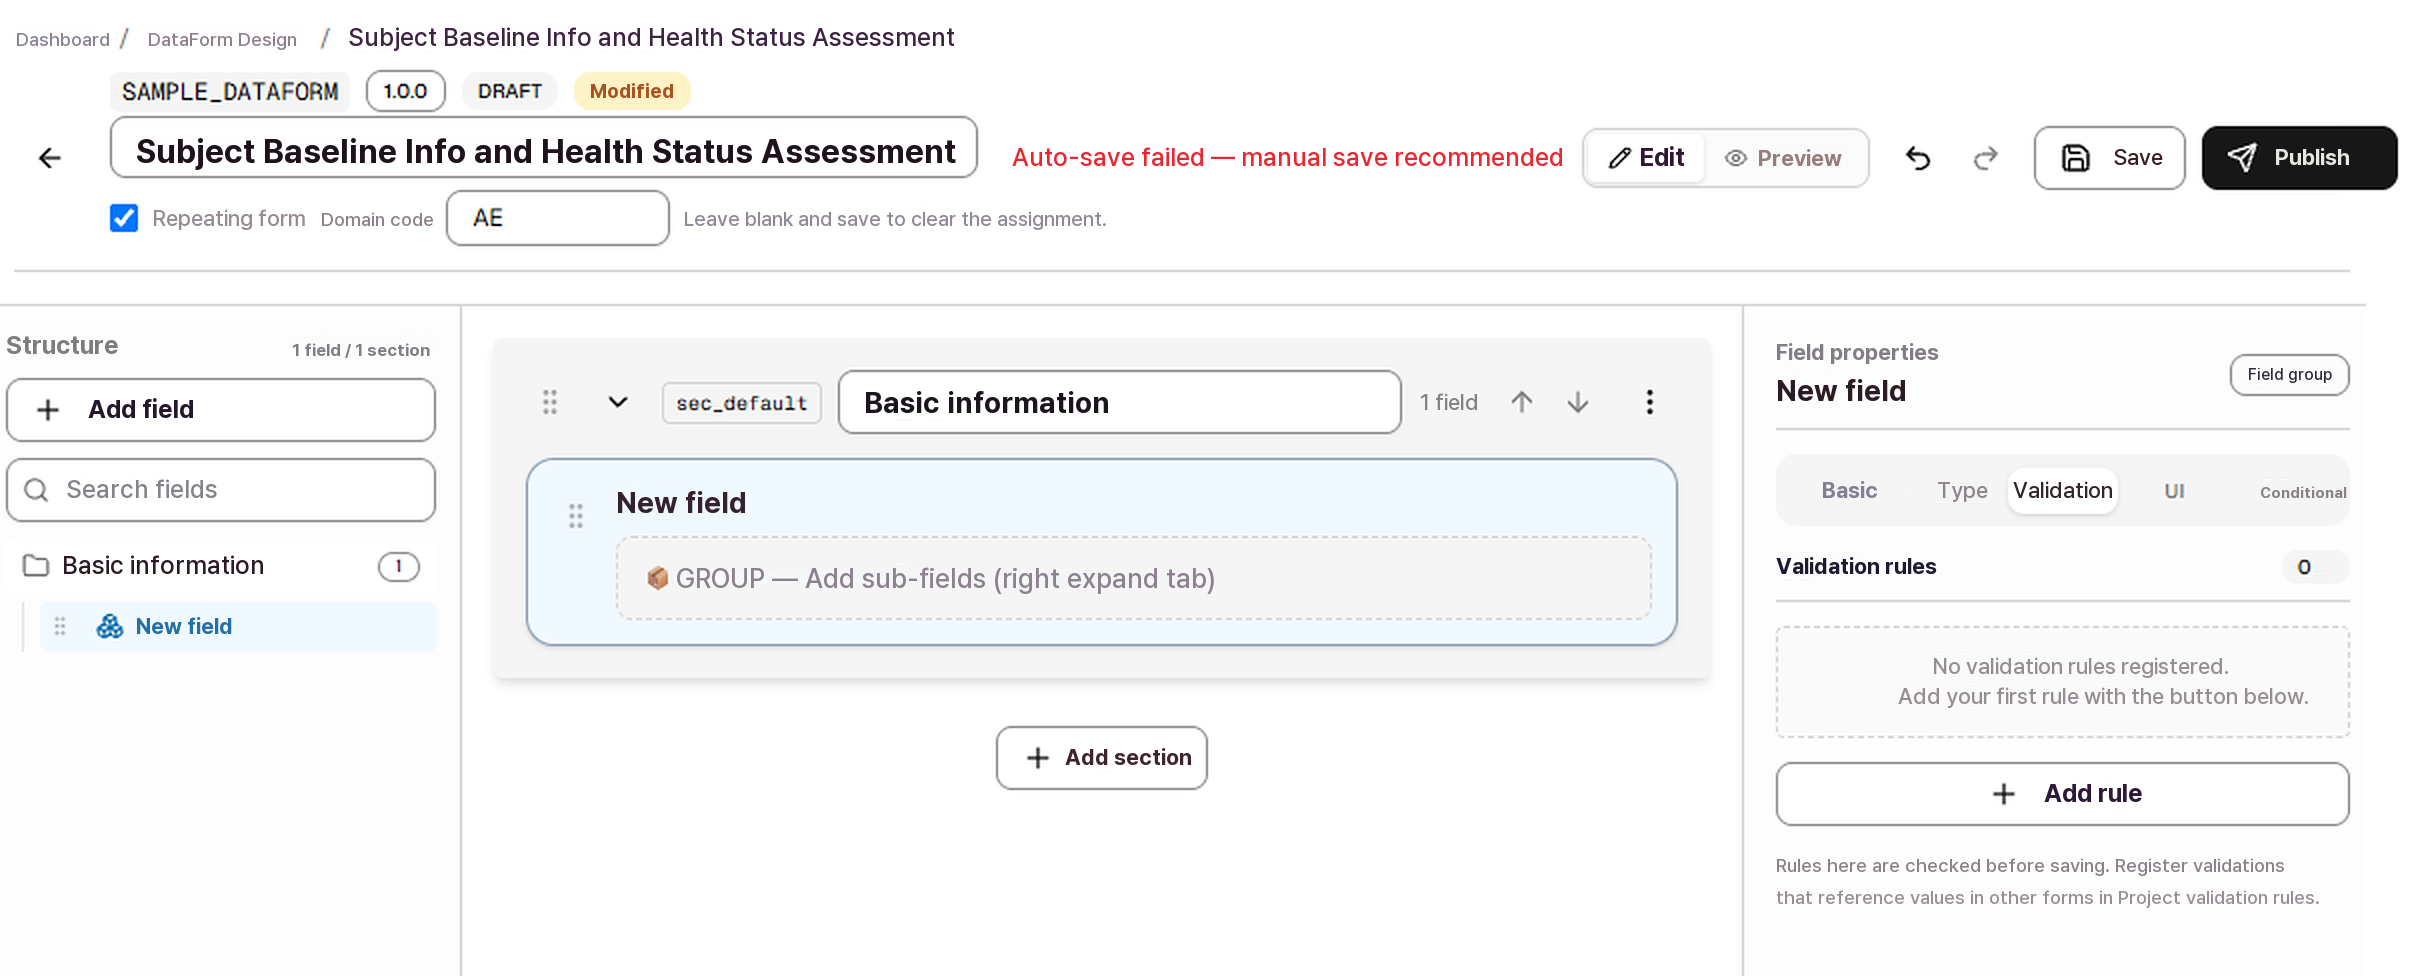 Dashboard / DataForm Design / Subject Baseline Info and Health Status Assessment
SAMPLE_DATAFORM 1.0.0 DRAFT Modified
Subject Baseline Info and Health Status Assessment
Auto-save failed — manual save recommended
Edit Preview Save Publish
Repeating form Domain code AE Leave blank and save to clear the assignment.
Structure 1 field / 1 section
Add field
Search fields
Basic information 1
New field
sec_default Basic information 1 field
New field
GROUP — Add sub-fields (right expand tab)
Add section
Field properties
New field Field group
Basic Type Validation UI Conditional
Validation rules 0
No validation rules registered.
Add your first rule with the button below.
Add rule
Rules here are checked before saving. Register validations
that reference values in other forms in Project validation rules.